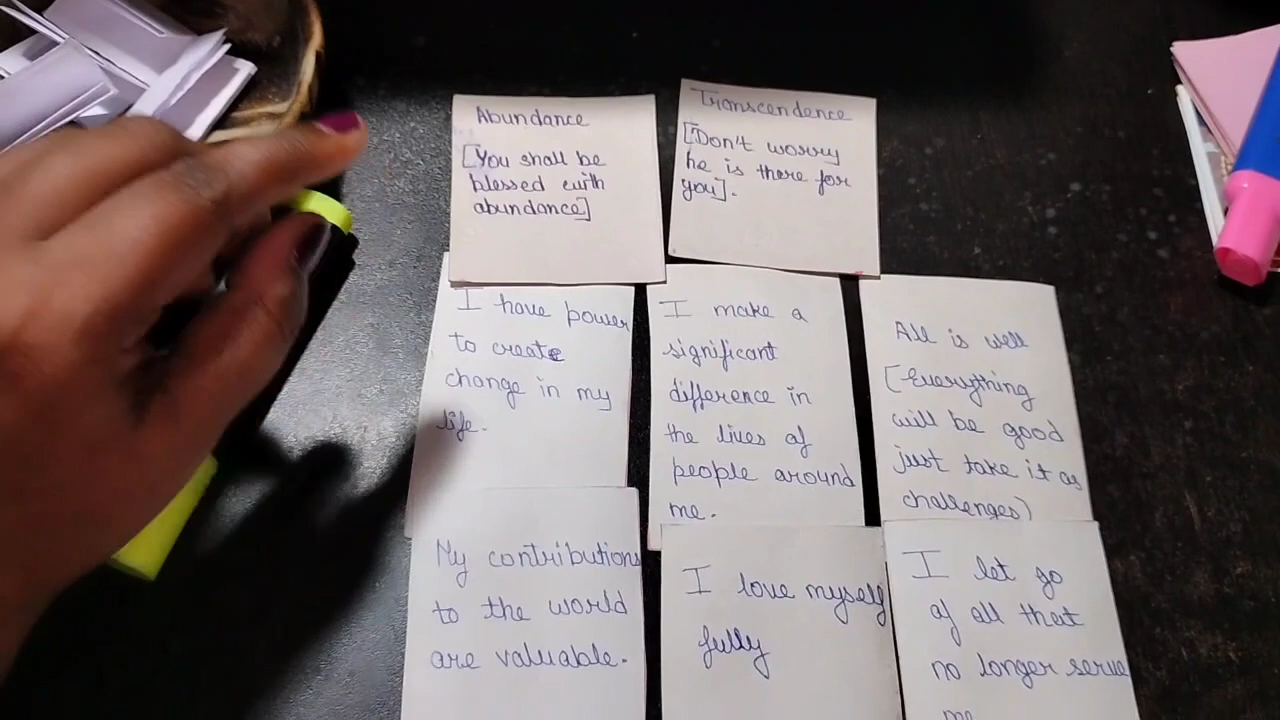 Abundance
[You shall be
blessed with
abundance]
Transcendence
[Don't worry
he is there for
you].
I have power
to create
change in my
life.
I make a
significant
difference in
the lives of
people around
me.
All is well
[Everything
will be good
just take it as
challenges)
My contributions
to the world
are valuable.
I love myself
fully
I let go
of all that
no longer serve
me